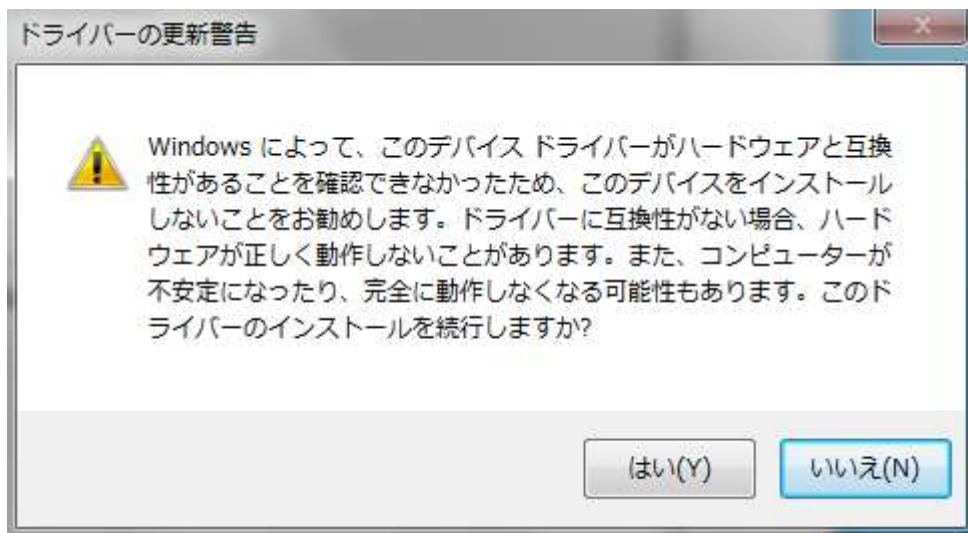 ドライバーの更新警告
Windows によって、このデバイス ドライバーがハードウェアと互換
性があることを確認できなかったため、このデバイスをインストール
しないことをお勧めします。ドライバーに互換性がない場合、ハード
ウェアが正しく動作しないことがあります。また、コンピューターが
不安定になったり、完全に動作しなくなる可能性もあります。このド
ライバーのインストールを続行しますか?
はい(Y)
いいえ(N)